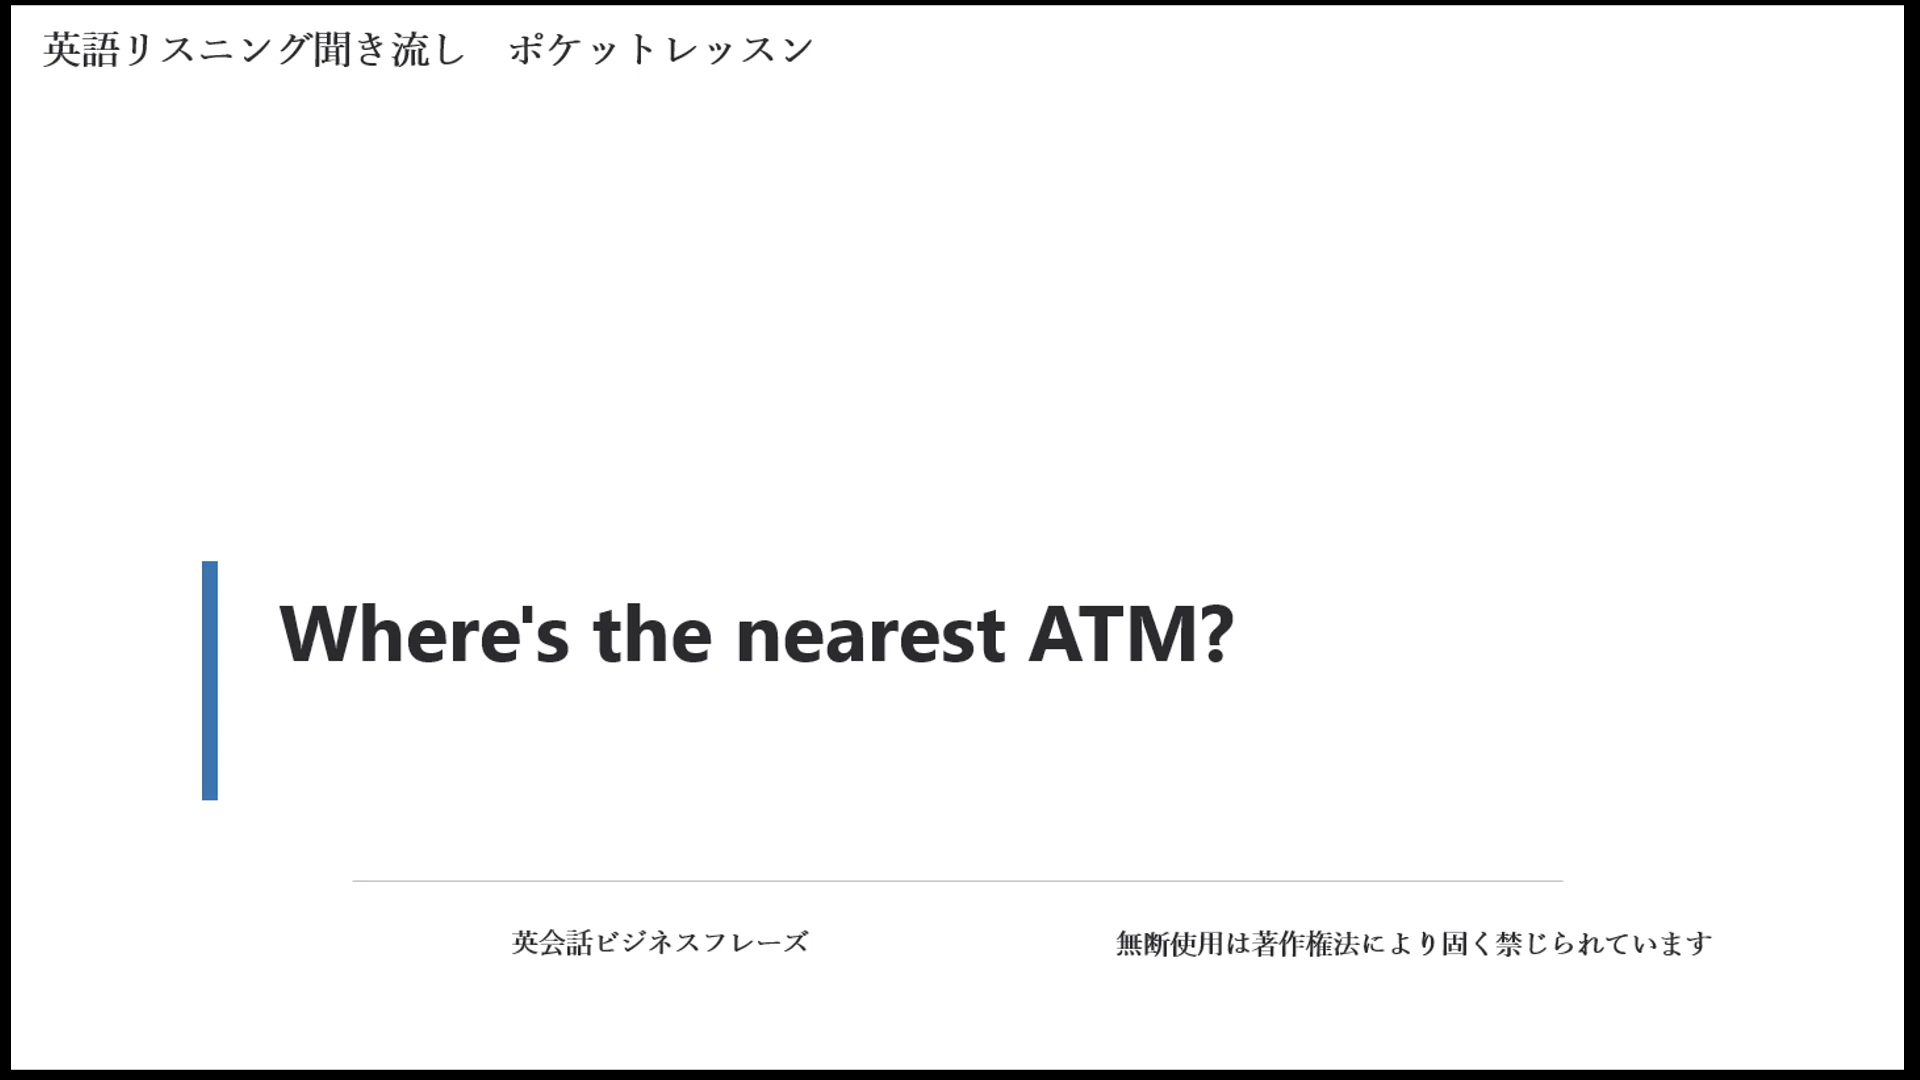 英語リスニング聞き流し　ポケットレッスン
Where's the nearest ATM?
英会話ビジネスフレーズ
無断使用は著作権法により固く禁じられています